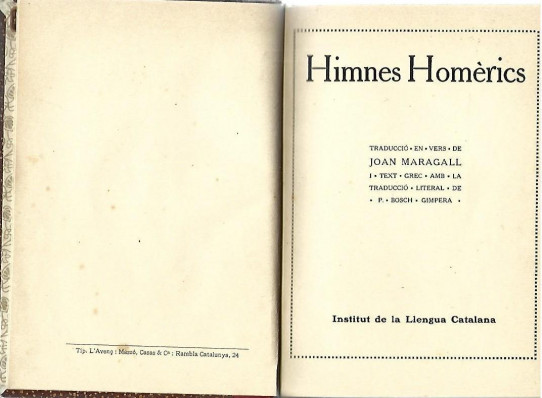 Tip. L'Avenç : Massó, Casas & Cª : Rambla Catalunya, 24
Himnes Homèrics
TRADUCCIÓ • EN • VERS • DE
JOAN MARAGALL
I • TEXT • GREC • AMB • LA
TRADUCCIÓ • LITERAL • DE
• P. • BOSCH • GIMPERA •
Institut de la Llengua Catalana